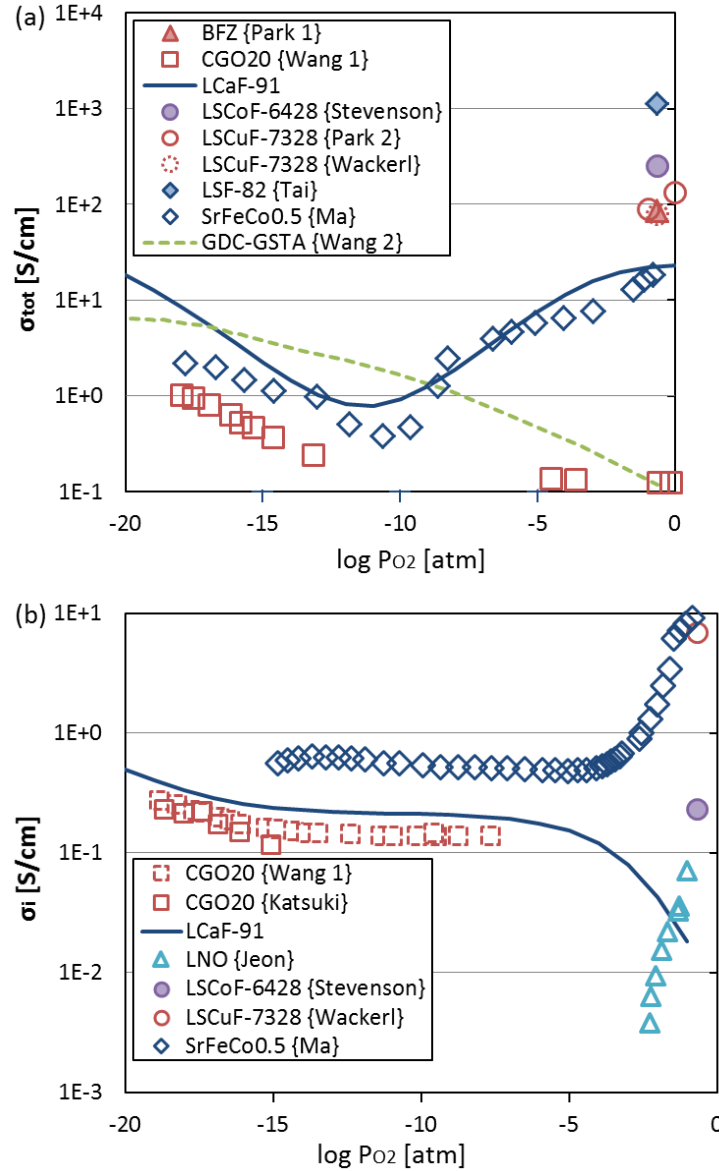 (a)
1E+4
1E+3
1E+2
1E+1
1E+0
1E-1
σtot [S/cm]
BFZ {Park 1}
CGO20 {Wang 1}
LCaF-91
LSCoF-6428 {Stevenson}
LSCuF-7328 {Park 2}
LSCuF-7328 {Wackerl}
LSF-82 {Tai}
SrFeCo0.5 {Ma}
GDC-GSTA {Wang 2}
-20 -15 -10 -5 0
log PO2 [atm]
(b)
1E+1
1E+0
1E-1
1E-2
1E-3
σi [S/cm]
CGO20 {Wang 1}
CGO20 {Katsuki}
LCaF-91
LNO {Jeon}
LSCoF-6428 {Stevenson}
LSCuF-7328 {Wackerl}
SrFeCo0.5 {Ma}
-20 -15 -10 -5 0
log PO2 [atm]